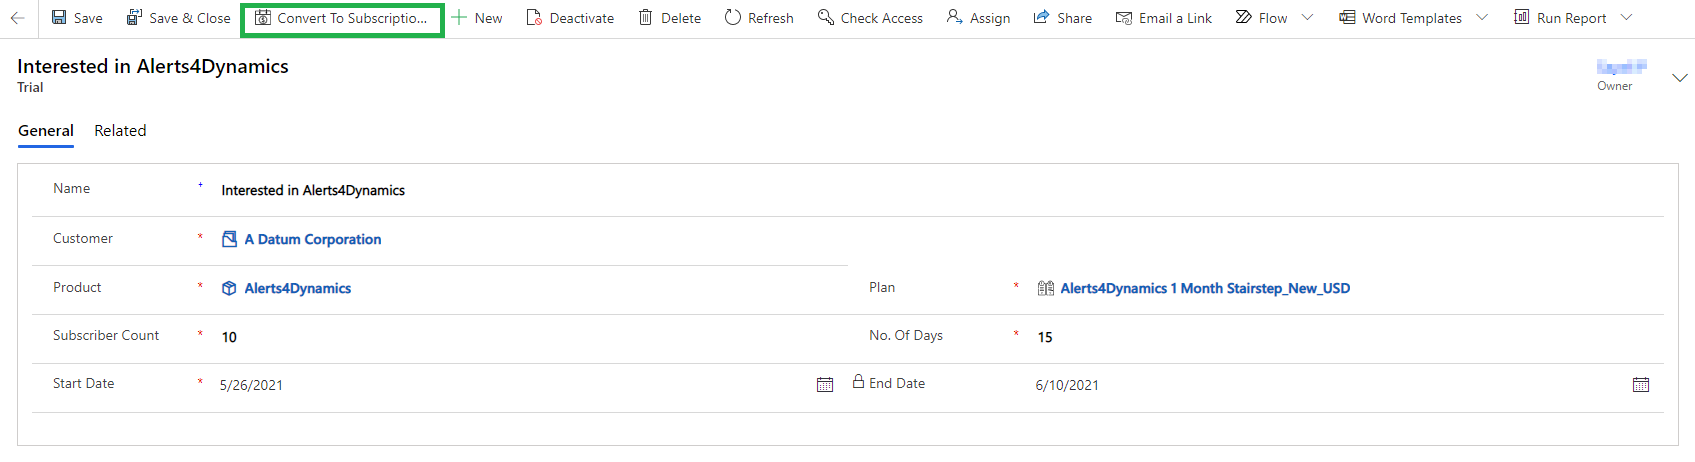 Save Save & Close Convert To Subscriptio... New Deactivate Delete Refresh Check Access Assign Share Email a Link Flow Word Templates Run Report
Interested in Alerts4Dynamics
Trial
Owner
General Related
Name + Interested in Alerts4Dynamics
Customer * A Datum Corporation
Product * Alerts4Dynamics Plan * Alerts4Dynamics 1 Month Stairstep_New_USD
Subscriber Count * 10 No. Of Days * 15
Start Date * 5/26/2021 End Date 6/10/2021